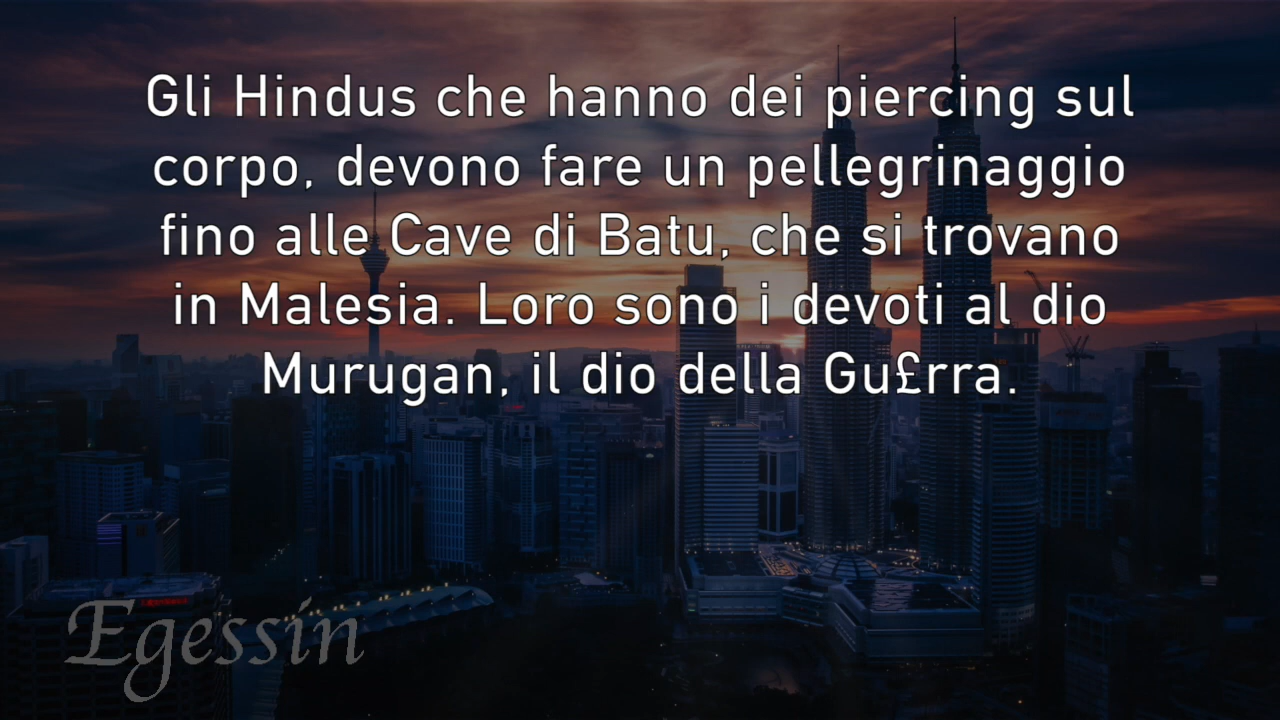 Gli Hindus che hanno dei piercing sul
corpo, devono fare un pellegrinaggio
fino alle Cave di Batu, che si trovano
in Malesia. Loro sono i devoti al dio
Murugan, il dio della Gu£rra.
Egessin